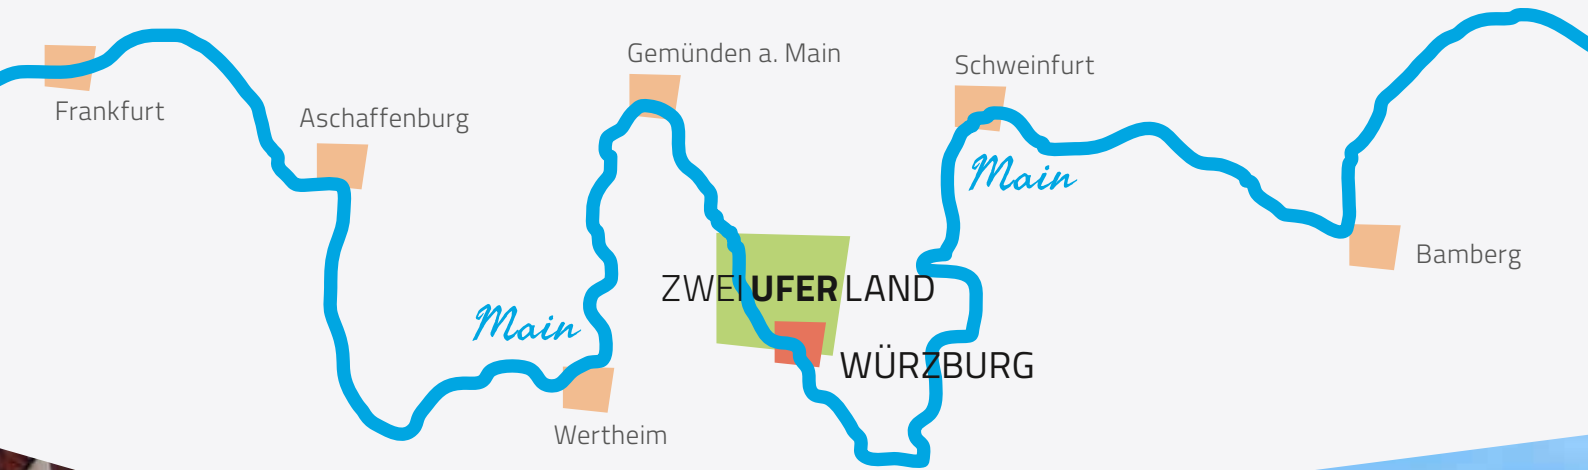 Gemünden a. Main
Schweinfurt
Frankfurt
Aschaffenburg
Main
Bamberg
ZWEIUFERLAND
Main
WÜRZBURG
Wertheim